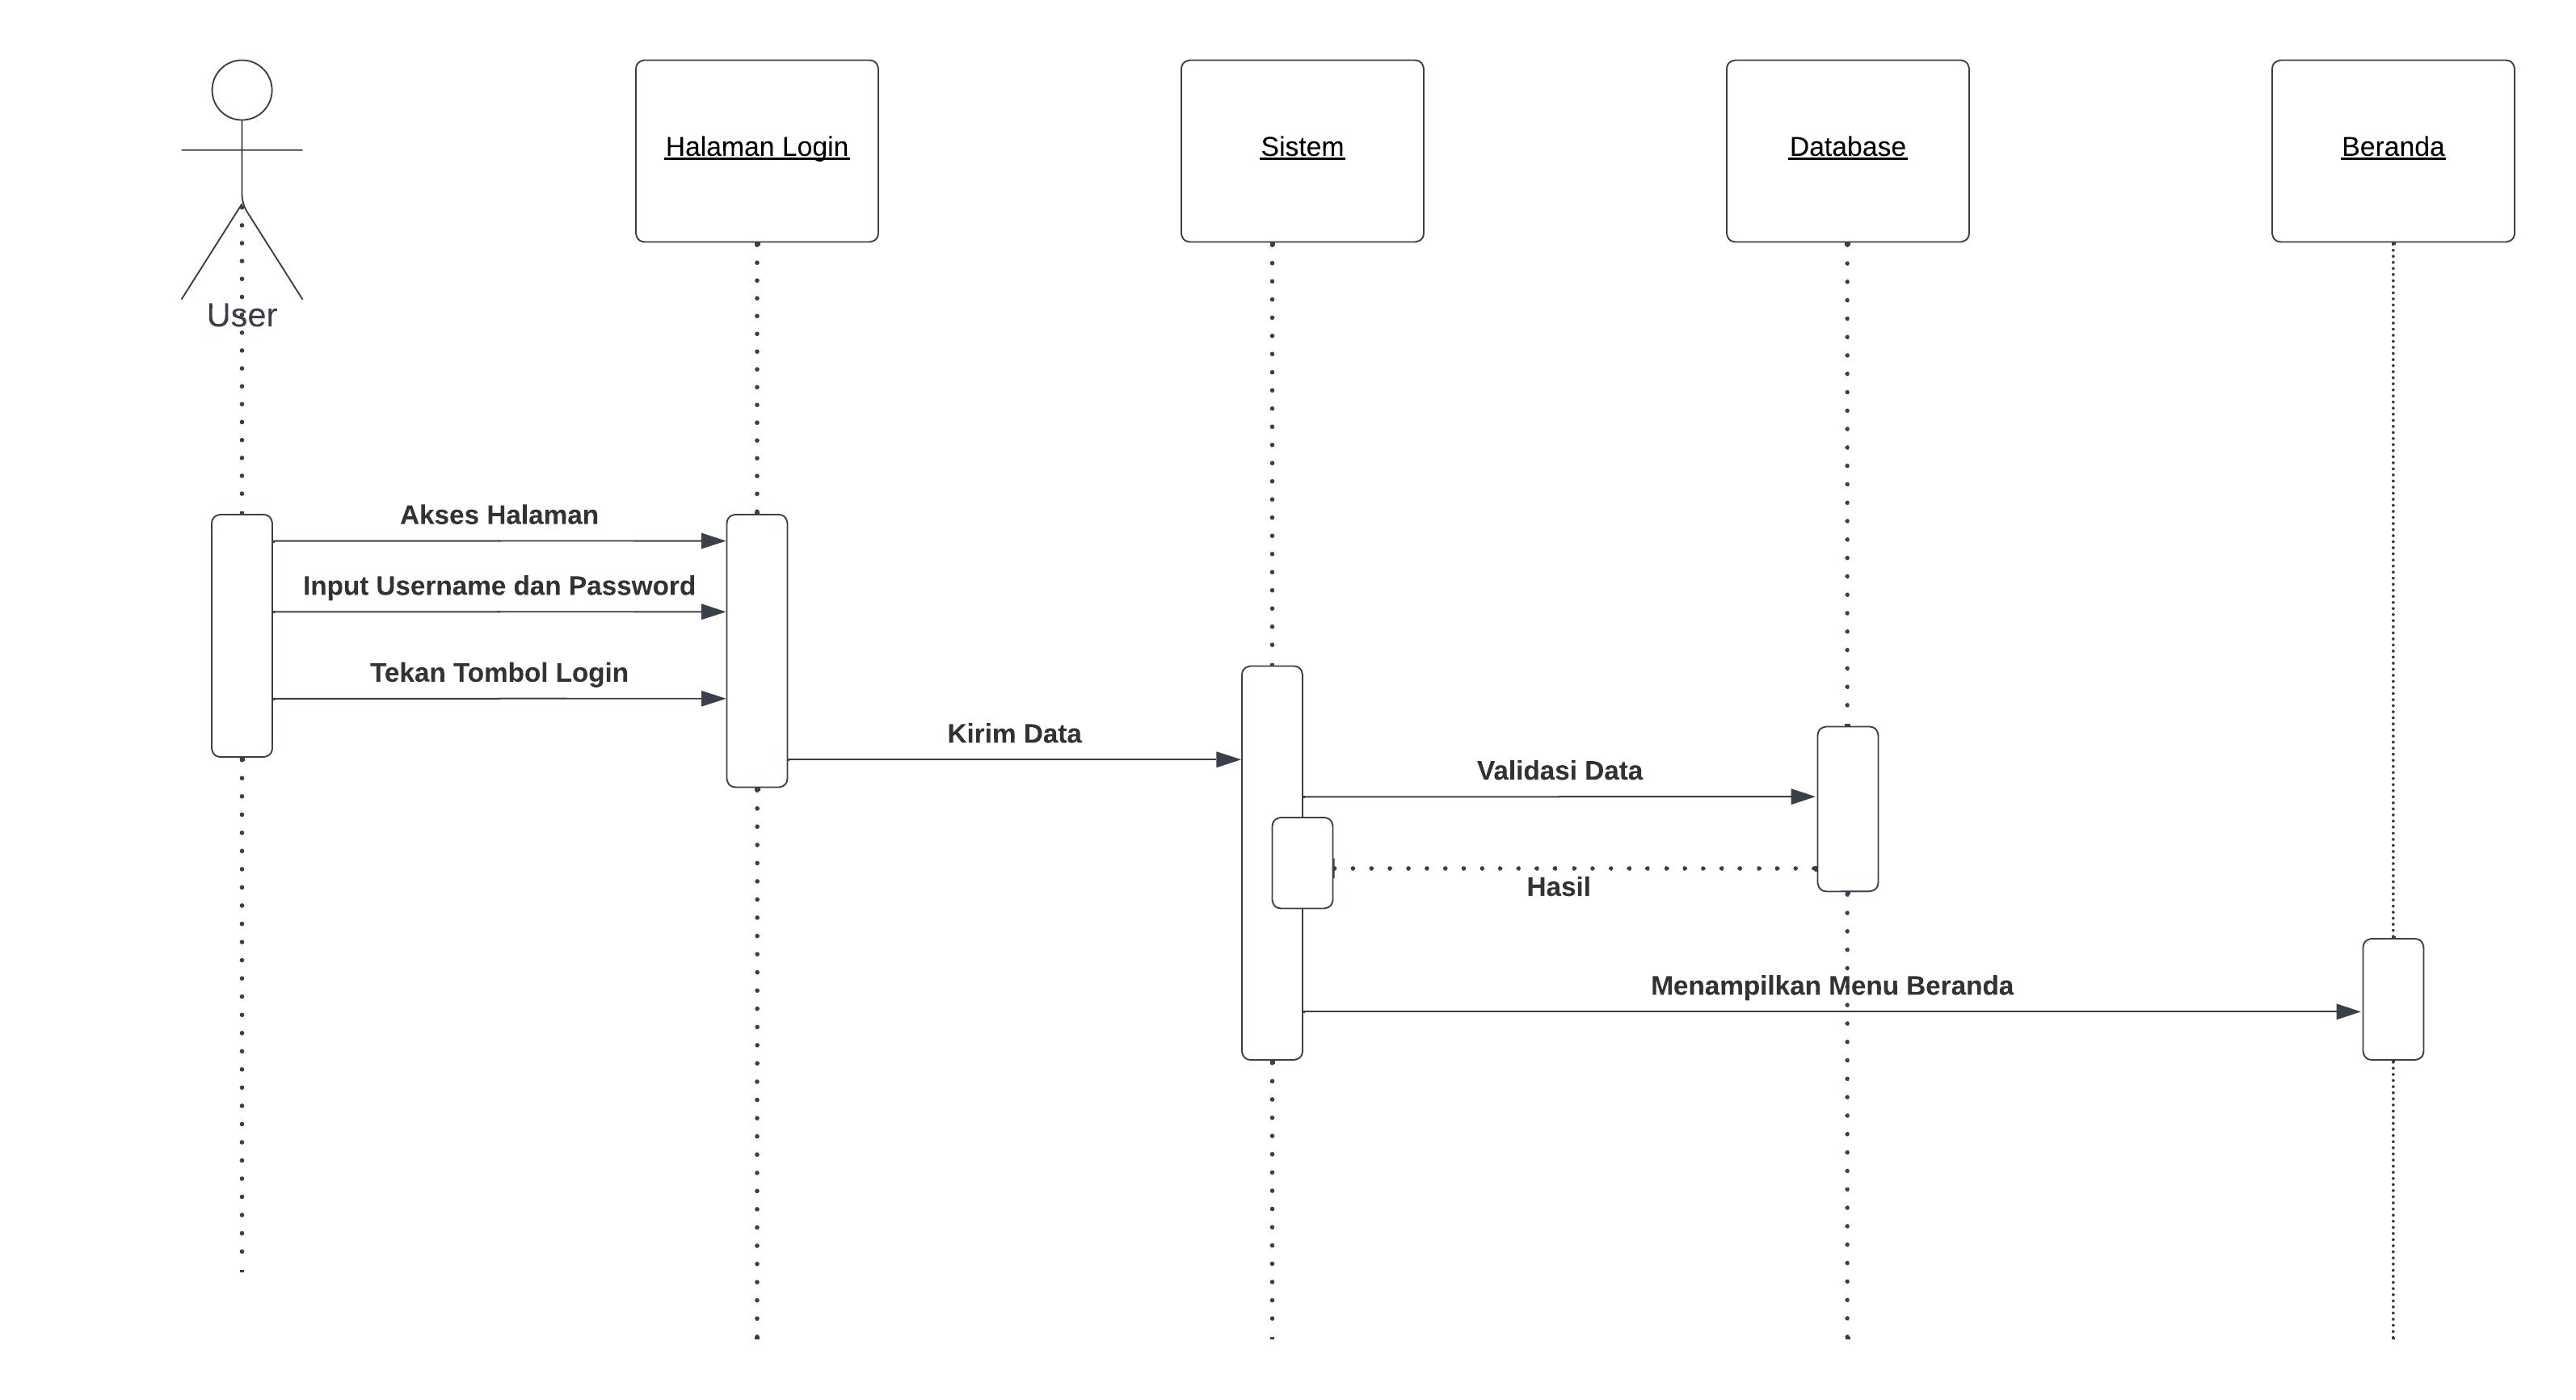 User
Halaman Login
Sistem
Database
Beranda
Akses Halaman
Input Username dan Password
Tekan Tombol Login
Kirim Data
Validasi Data
Hasil
Menampilkan Menu Beranda